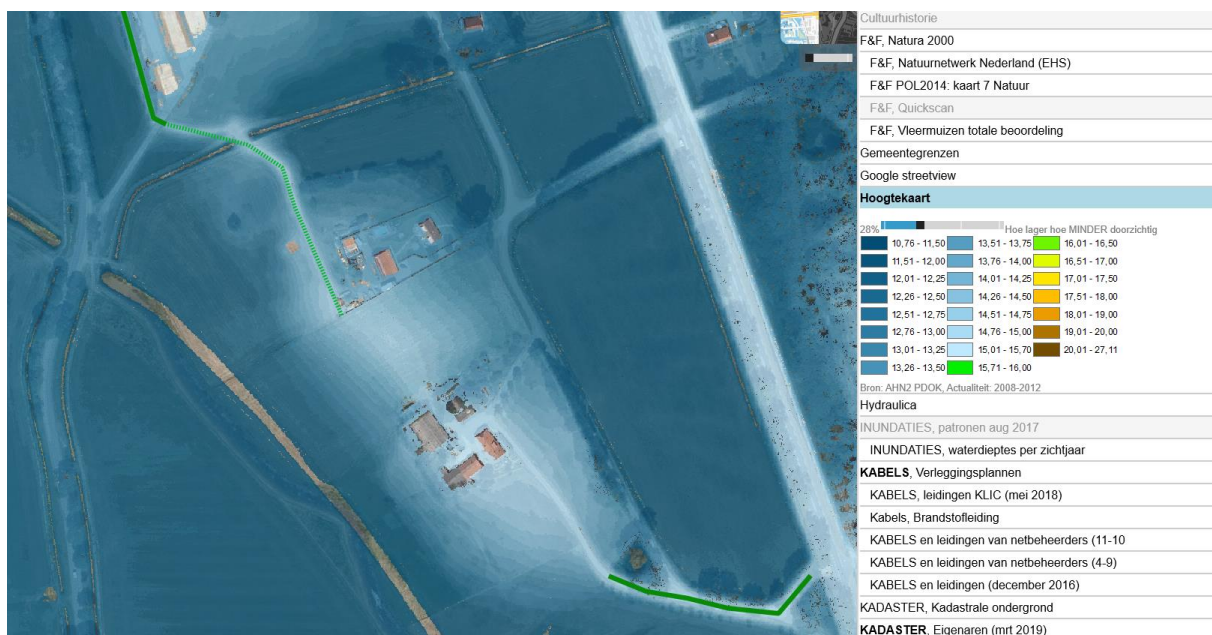 Cultuurhistorie
F&F, Natura 2000
F&F, Natuurnetwerk Nederland (EHS)
F&F POL2014: kaart 7 Natuur
F&F, Quickscan
F&F, Vleermuizen totale beoordeling
Gemeentegrenzen
Google streetview
Hoogtekaart
28% Hoe lager hoe MINDER doorzichtig
10,76 - 11,50 13,51 - 13,75 16,01 - 16,50
11,51 - 12,00 13,76 - 14,00 16,51 - 17,00
12,01 - 12,25 14,01 - 14,25 17,01 - 17,50
12,26 - 12,50 14,26 - 14,50 17,51 - 18,00
12,51 - 12,75 14,51 - 14,75 18,01 - 19,00
12,76 - 13,00 14,76 - 15,00 19,01 - 20,00
13,01 - 13,25 15,01 - 15,70 20,01 - 27,11
13,26 - 13,50 15,71 - 16,00
Bron: AHN2 PDOK, Actualiteit: 2008-2012
Hydraulica
INUNDATIES, patronen aug 2017
INUNDATIES, waterdieptes per zichtjaar
KABELS, Verleggingsplannen
KABELS, leidingen KLIC (mei 2018)
Kabels, Brandstofleiding
KABELS en leidingen van netbeheerders (11-10
KABELS en leidingen van netbeheerders (4-9)
KABELS en leidingen (december 2016)
KADASTER, Kadastrale ondergrond
KADASTER, Eigenaren (mrt 2019)